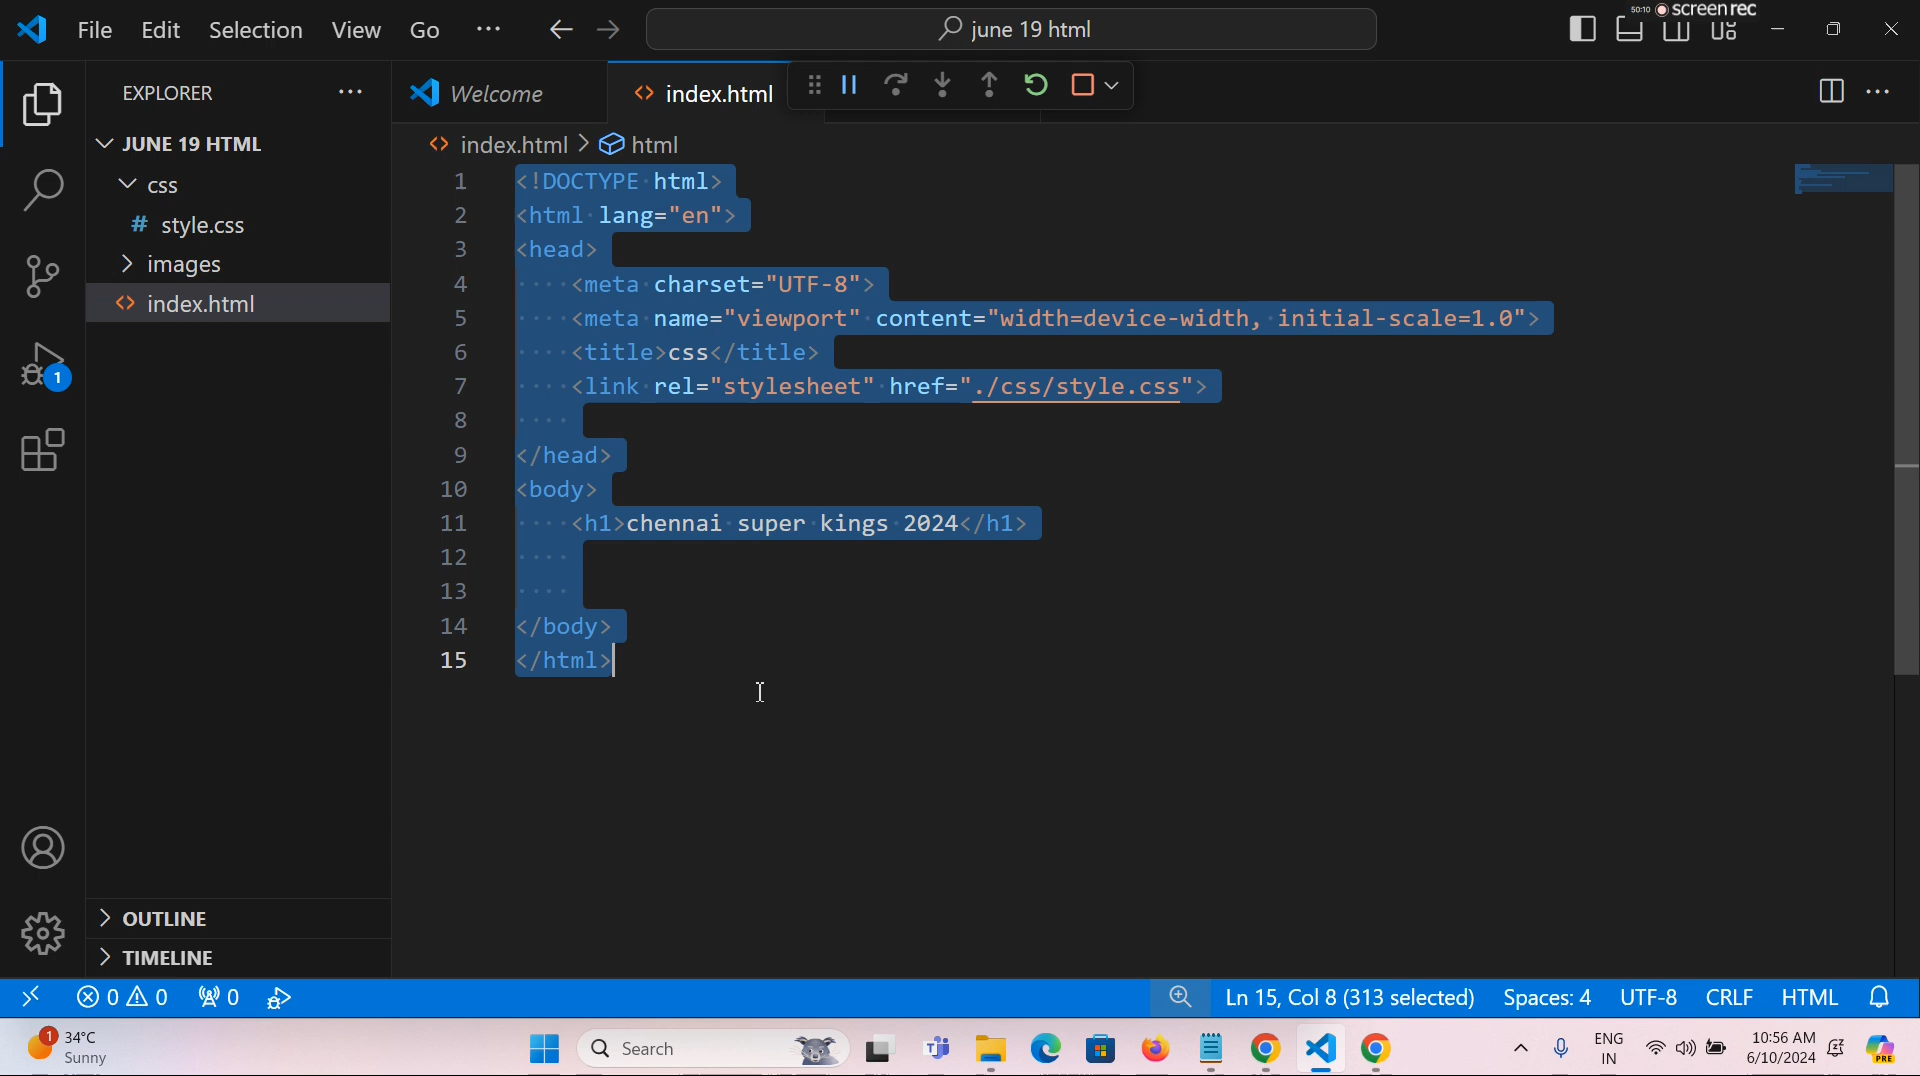 File Edit Selection View Go ··· june 19 html 50:10 screenrec
EXPLORER ···
Welcome
index.html
JUNE 19 HTML
css
# style.css
images
index.html
index.html > html
1 <!DOCTYPE html>
2 <html lang="en">
3 <head>
4 <meta charset="UTF-8">
5 <meta name="viewport" content="width=device-width, initial-scale=1.0">
6 <title>css</title>
7 <link rel="stylesheet" href="./css/style.css">
8
9 </head>
10 <body>
11 <h1>chennai super kings 2024</h1>
12
13
14 </body>
15 </html>
1
OUTLINE
TIMELINE
0 0 0 Ln 15, Col 8 (313 selected) Spaces: 4 UTF-8 CRLF HTML
1 34°C
Sunny
Search
PRE
ENG
IN
10:56 AM
6/10/2024